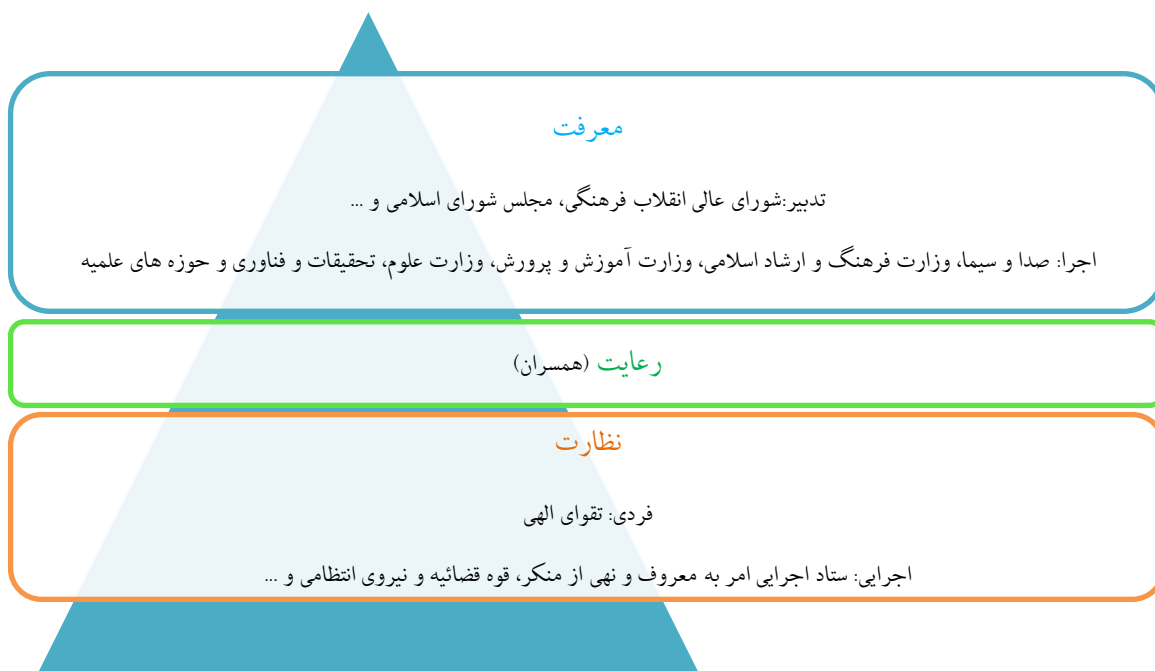 معرفت
تدبیر:شورای عالی انقلاب فرهنگی، مجلس شورای اسلامی و ...
اجرا: صدا و سیما، وزارت فرهنگ و ارشاد اسلامی، وزارت آموزش و پرورش، وزارت علوم، تحقیقات و فناوری و حوزه های علمیه
رعایت (همسران)
نظارت
فردی: تقوای الهی
اجرایی: ستاد اجرایی امر به معروف و نهی از منکر، قوه قضائیه و نیروی انتظامی و ...